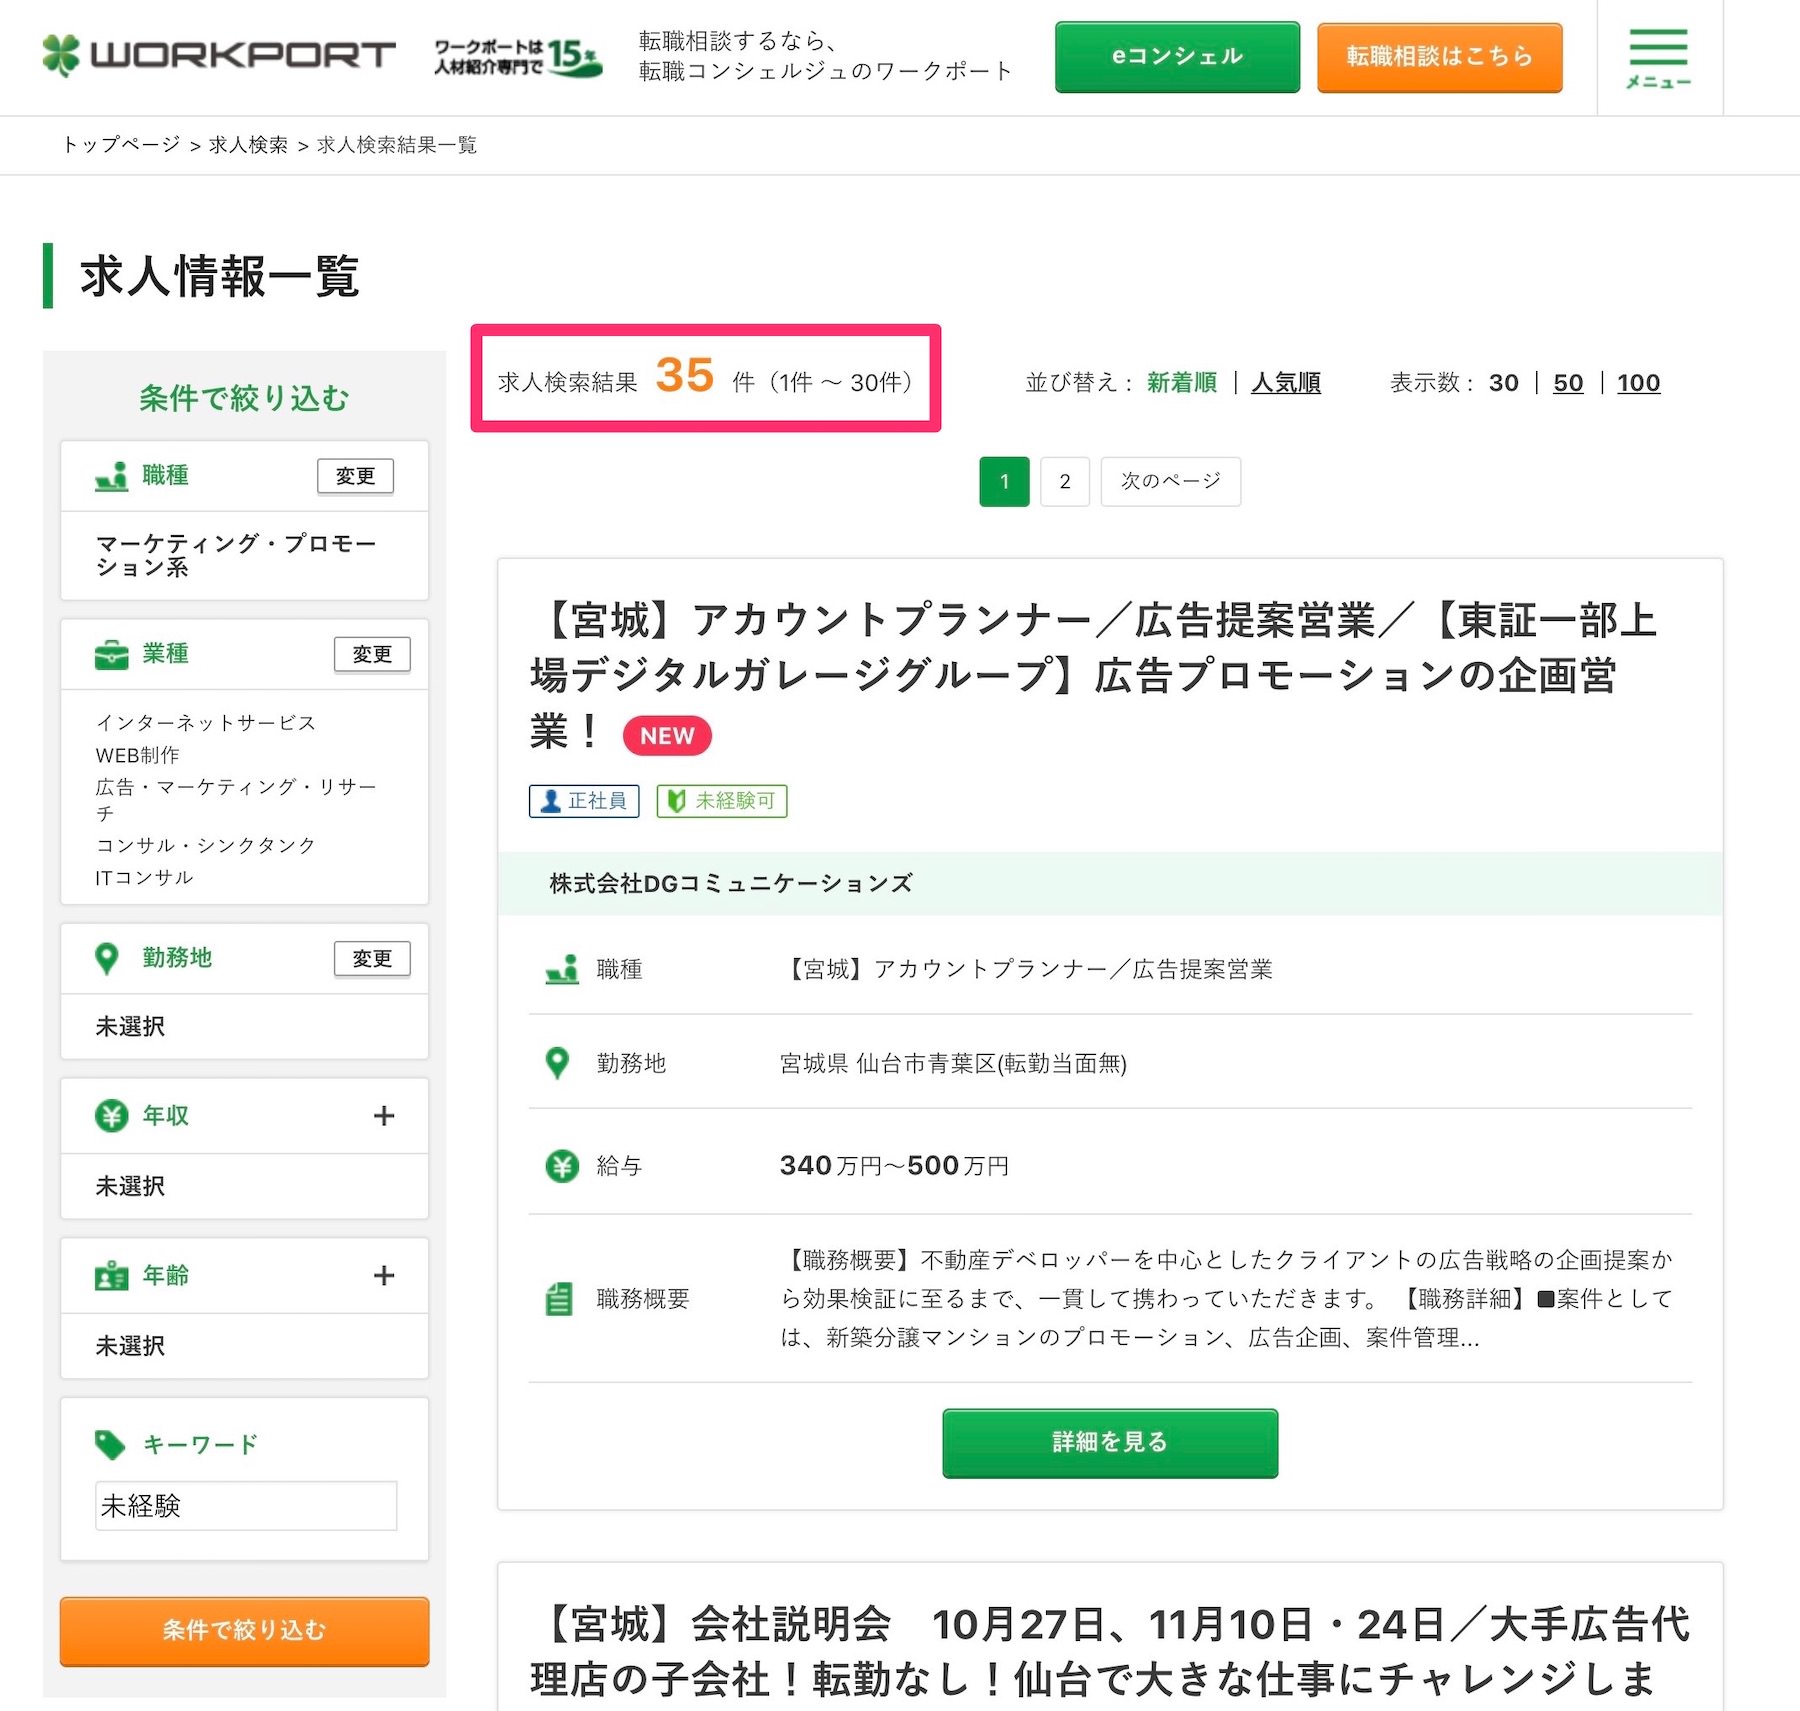 WORKPORT
ワークポートは
人材紹介専門で15年
転職相談するなら、
転職コンシェルジュのワークポート
eコンシェル
転職相談はこちら
メニュー
トップページ > 求人検索 > 求人検索結果一覧
求人情報一覧
求人検索結果 35 件（1件 〜 30件）
並び替え： 新着順 | 人気順
表示数： 30 | 50 | 100
1 2 次のページ
条件で絞り込む
職種 変更
マーケティング・プロモー
ション系
業種 変更
インターネットサービス
WEB制作
広告・マーケティング・リサー
チ
コンサル・シンクタンク
ITコンサル
勤務地 変更
未選択
年収 +
未選択
年齢 +
未選択
キーワード
未経験
条件で絞り込む
【宮城】アカウントプランナー／広告提案営業／【東証一部上
場デジタルガレージグループ】広告プロモーションの企画営
業！ NEW
正社員 未経験可
株式会社DGコミュニケーションズ
職種 【宮城】アカウントプランナー／広告提案営業
勤務地 宮城県 仙台市青葉区(転勤当面無)
給与 340万円〜500万円
職務概要
【職務概要】不動産デベロッパーを中心としたクライアントの広告戦略の企画提案か
ら効果検証に至るまで、一貫して携わっていただきます。 【職務詳細】■案件として
は、新築分譲マンションのプロモーション、広告企画、案件管理...
詳細を見る
【宮城】会社説明会　10月27日、11月10日・24日／大手広告代
理店の子会社！転勤なし！仙台で大きな仕事にチャレンジしま